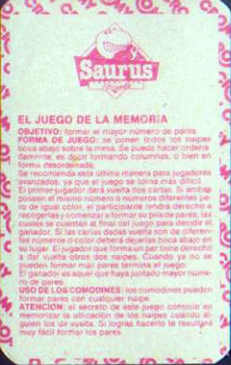 Saurus
EL JUEGO DE LA MEMORIA
OBJETIVO: formar el mayor número de pares.
FORMA DE JUEGO: se ponen todos los naipes
boca abajo sobre la mesa. Se puede hacer ordena
damente, es decir formando columnas, o bien en
forma desordenada.
Se recomienda esta última manera para jugadores
avanzados, ya que el juego se torna más difícil.
El primer jugador dará vuelta dos cartas. Si ambas
poseen el mismo número o números diferentes pe-
ro de igual color, el participante tendrá derecho a
recogerlas y comenzar a formar su pila de pares, las
cuales se cuentan al final del juego para decidir el
ganador. Si las cartas dadas vuelta son de diferen-
tes números o color deberá dejarlas boca abajo en
su lugar. El jugador que forma un par tiene derecho
a dar vuelta otros dos naipes. Cuando ya no se
pueden formar más pares termina el juego.
El ganador es aquel que haya juntado mayor núme-
ro de pares.
USO DE LOS COMODINES: los comodines pueden
formar pares con cualquier naipe.
ATENCION: el secreto de este juego consiste en
memorizar la ubicación de los naipes cuando al-
guien los da vuelta. Si logras hacerlo te resultará
muy fácil formar los pares.